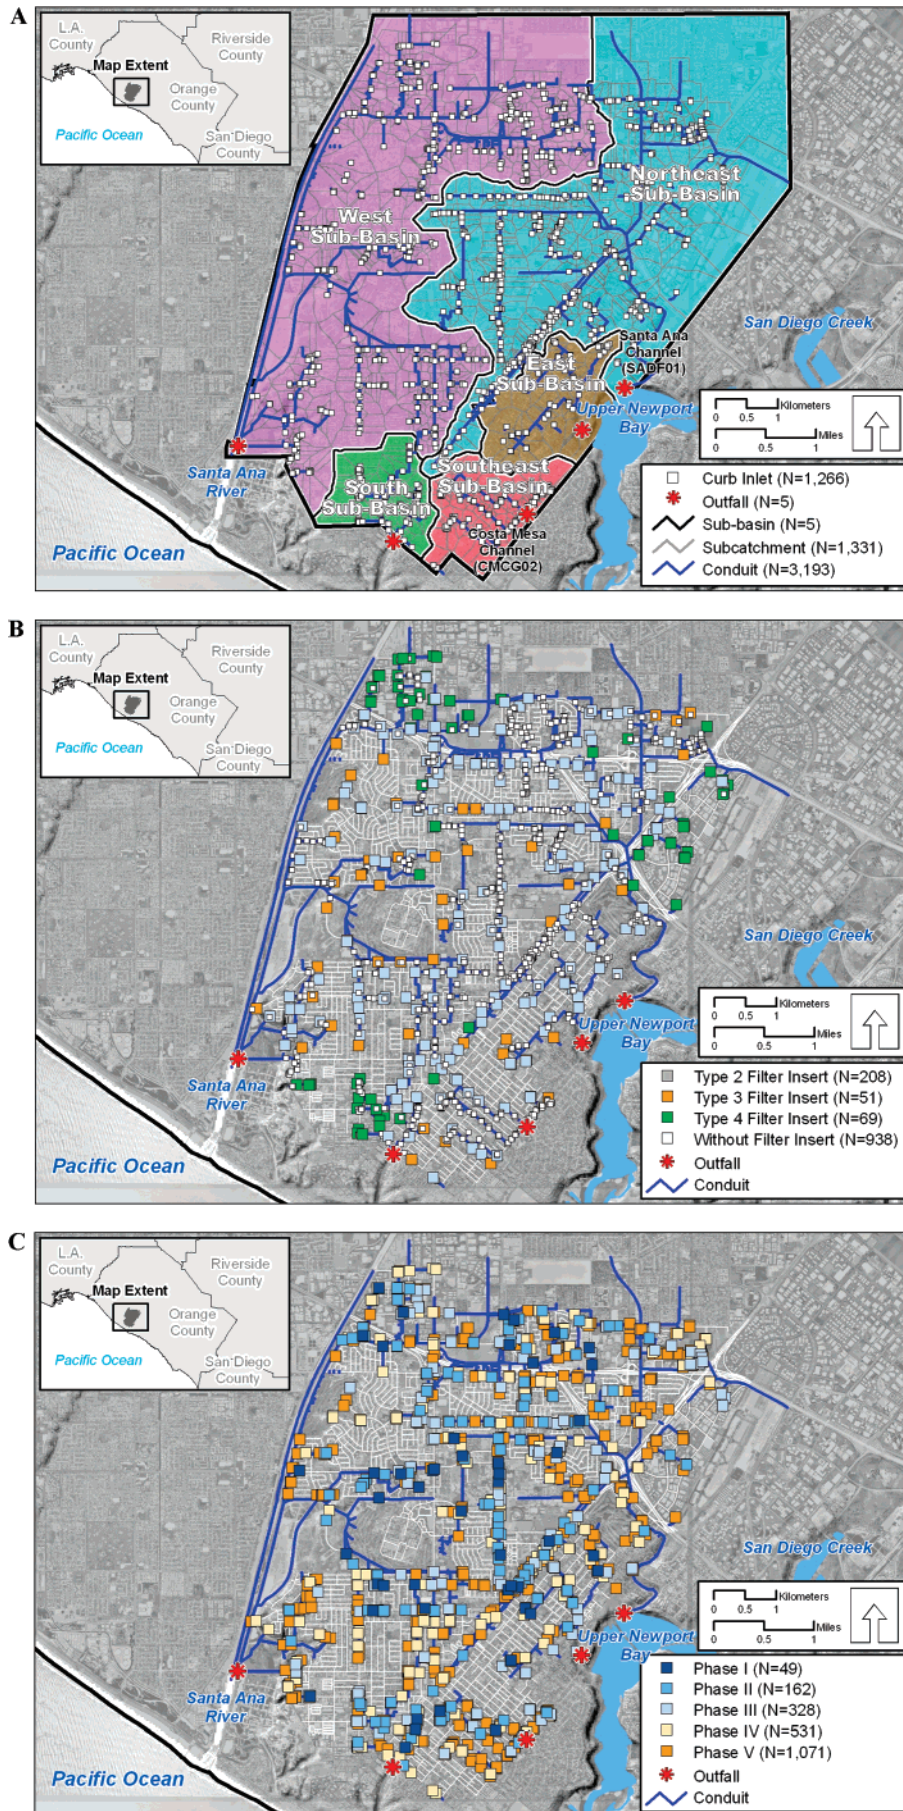 A
L.A.
County
Riverside
County
Map Extent
Orange
County
Pacific Ocean
San Diego
County
Northeast
Sub-Basin
West
Sub-Basin
San Diego Creek
Santa Ana
Channel
(SADF01)
East
Sub-Basin
Upper Newport
Bay
0 0.5 1 Kilometers
0 0.5 1 Miles
Southeast
Sub-Basin
South
Sub-Basin
Santa Ana
River
Costa Mesa
Channel
(CMCG02)
Pacific Ocean
Curb Inlet (N=1,266)
Outfall (N=5)
Sub-basin (N=5)
Subcatchment (N=1,331)
Conduit (N=3,193)
B
L.A.
County
Riverside
County
Map Extent
Orange
County
Pacific Ocean
San Diego
County
San Diego Creek
Upper Newport
Bay
0 0.5 1 Kilometers
0 0.5 1 Miles
Santa Ana
River
Pacific Ocean
Type 2 Filter Insert (N=208)
Type 3 Filter Insert (N=51)
Type 4 Filter Insert (N=69)
Without Filter Insert (N=938)
Outfall
Conduit
C
L.A.
County
Riverside
County
Map Extent
Orange
County
Pacific Ocean
San Diego
County
San Diego Creek
Upper Newport
Bay
0 0.5 1 Kilometers
0 0.5 1 Miles
Santa Ana
River
Pacific Ocean
Phase I (N=49)
Phase II (N=162)
Phase III (N=328)
Phase IV (N=531)
Phase V (N=1,071)
Outfall
Conduit